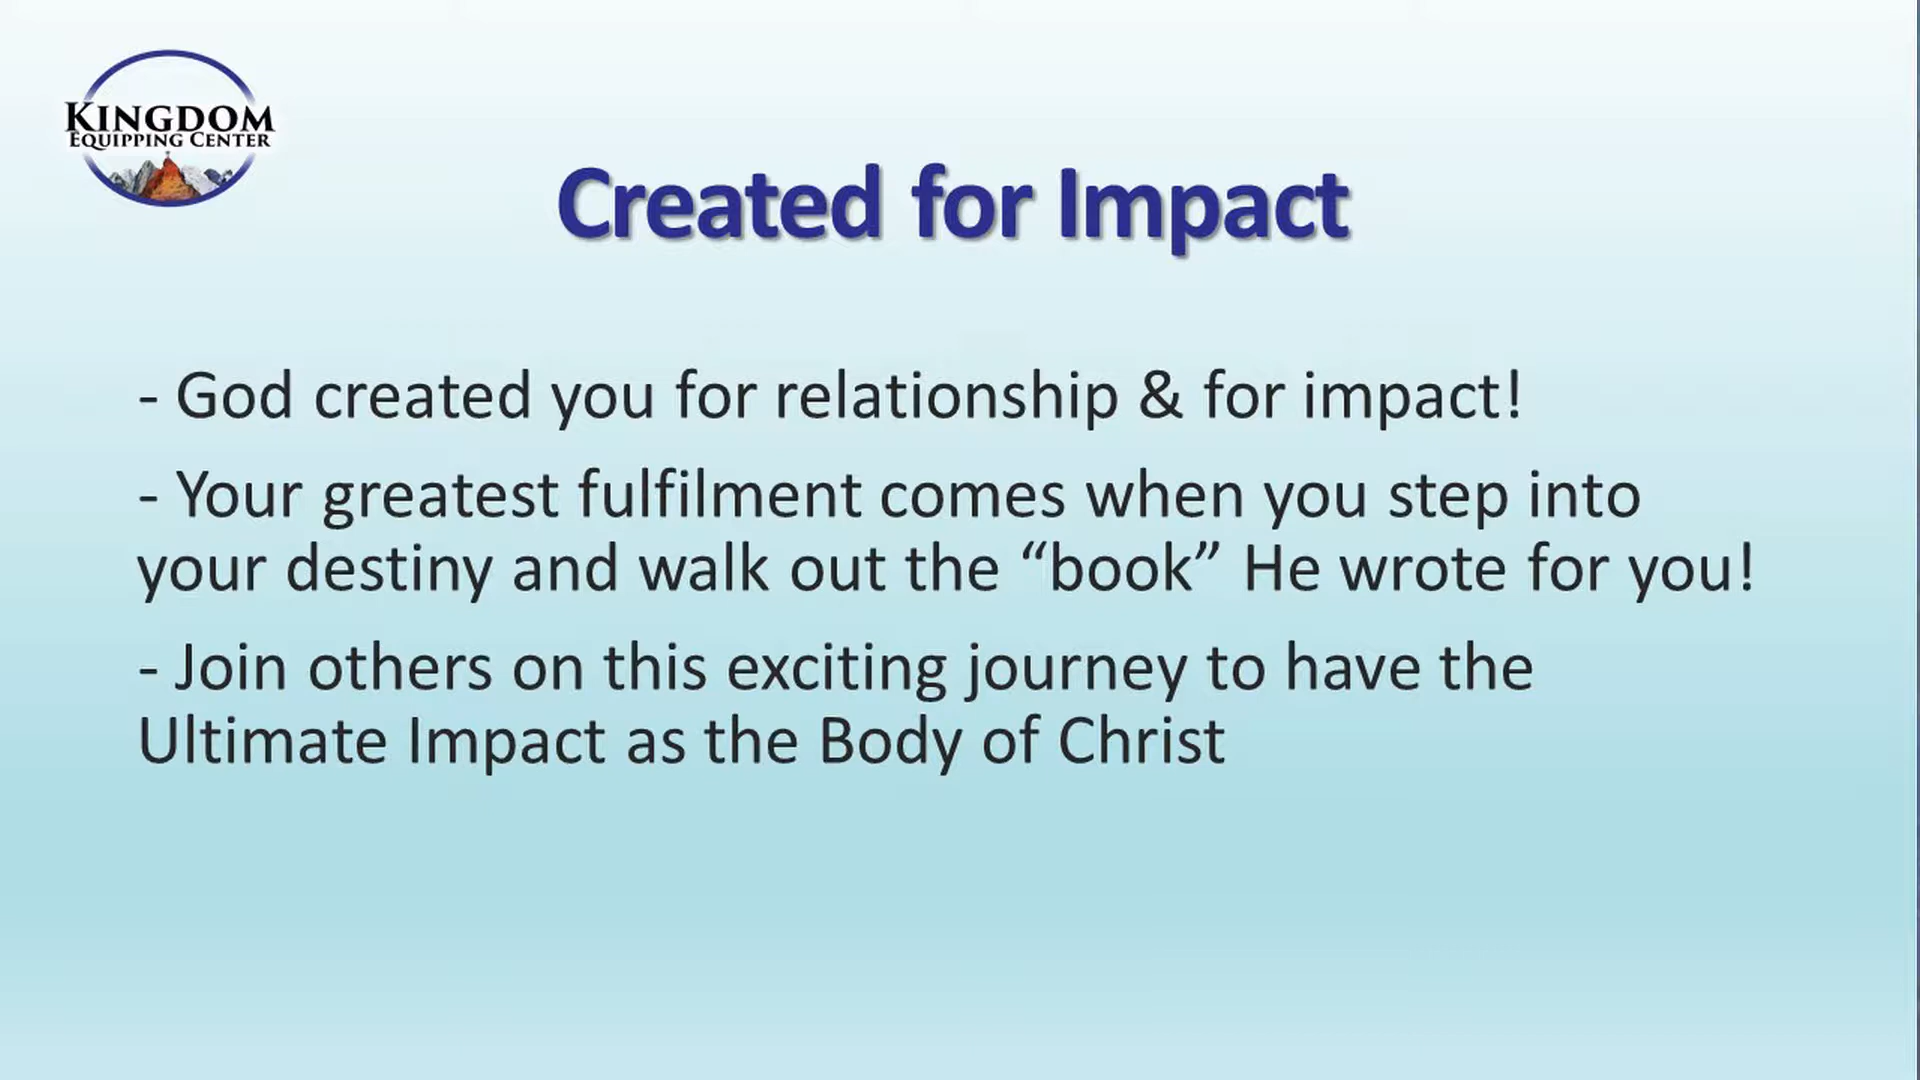 KINGDOM
EQUIPPING CENTER
Created for Impact
- God created you for relationship & for impact!
- Your greatest fulfilment comes when you step into
your destiny and walk out the “book” He wrote for you!
- Join others on this exciting journey to have the
Ultimate Impact as the Body of Christ